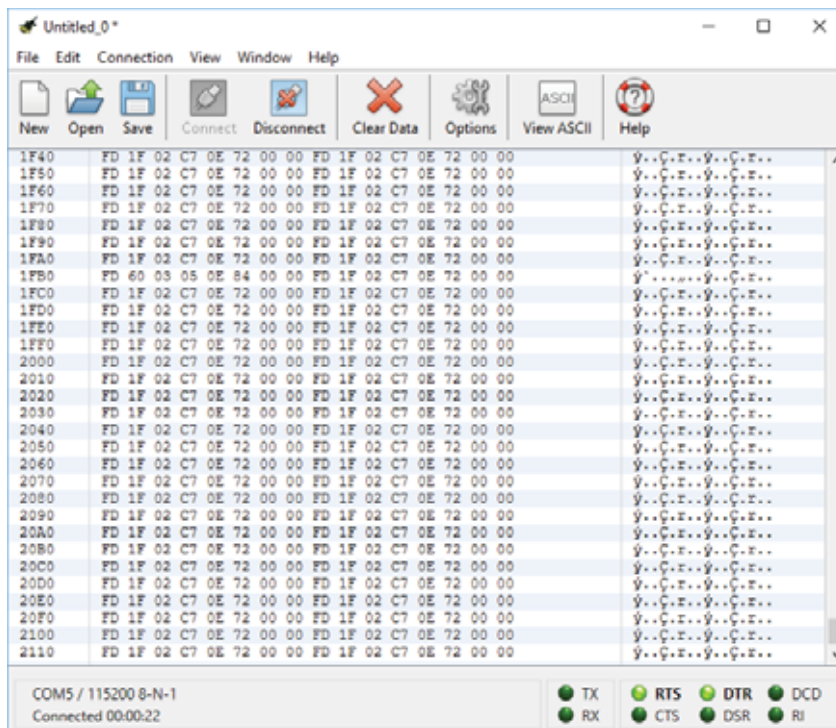 Untitled_0 *
File Edit Connection View Window Help
New Open Save Connect Disconnect Clear Data Options ASCII View ASCII Help
1F40 FD 1F 02 C7 0E 72 00 00 FD 1F 02 C7 0E 72 00 00 ý..Ç.r..ý..Ç.r..
1F50 FD 1F 02 C7 0E 72 00 00 FD 1F 02 C7 0E 72 00 00 ý..Ç.r..ý..Ç.r..
1F60 FD 1F 02 C7 0E 72 00 00 FD 1F 02 C7 0E 72 00 00 ý..Ç.r..ý..Ç.r..
1F70 FD 1F 02 C7 0E 72 00 00 FD 1F 02 C7 0E 72 00 00 ý..Ç.r..ý..Ç.r..
1F80 FD 1F 02 C7 0E 72 00 00 FD 1F 02 C7 0E 72 00 00 ý..Ç.r..ý..Ç.r..
1F90 FD 1F 02 C7 0E 72 00 00 FD 1F 02 C7 0E 72 00 00 ý..Ç.r..ý..Ç.r..
1FA0 FD 1F 02 C7 0E 72 00 00 FD 1F 02 C7 0E 72 00 00 ý..Ç.r..ý..Ç.r..
1FB0 FD 60 03 05 0E 84 00 00 FD 1F 02 C7 0E 72 00 00 ý`...„..ý..Ç.r..
1FC0 FD 1F 02 C7 0E 72 00 00 FD 1F 02 C7 0E 72 00 00 ý..Ç.r..ý..Ç.r..
1FD0 FD 1F 02 C7 0E 72 00 00 FD 1F 02 C7 0E 72 00 00 ý..Ç.r..ý..Ç.r..
1FE0 FD 1F 02 C7 0E 72 00 00 FD 1F 02 C7 0E 72 00 00 ý..Ç.r..ý..Ç.r..
1FF0 FD 1F 02 C7 0E 72 00 00 FD 1F 02 C7 0E 72 00 00 ý..Ç.r..ý..Ç.r..
2000 FD 1F 02 C7 0E 72 00 00 FD 1F 02 C7 0E 72 00 00 ý..Ç.r..ý..Ç.r..
2010 FD 1F 02 C7 0E 72 00 00 FD 1F 02 C7 0E 72 00 00 ý..Ç.r..ý..Ç.r..
2020 FD 1F 02 C7 0E 72 00 00 FD 1F 02 C7 0E 72 00 00 ý..Ç.r..ý..Ç.r..
2030 FD 1F 02 C7 0E 72 00 00 FD 1F 02 C7 0E 72 00 00 ý..Ç.r..ý..Ç.r..
2040 FD 1F 02 C7 0E 72 00 00 FD 1F 02 C7 0E 72 00 00 ý..Ç.r..ý..Ç.r..
2050 FD 1F 02 C7 0E 72 00 00 FD 1F 02 C7 0E 72 00 00 ý..Ç.r..ý..Ç.r..
2060 FD 1F 02 C7 0E 72 00 00 FD 1F 02 C7 0E 72 00 00 ý..Ç.r..ý..Ç.r..
2070 FD 1F 02 C7 0E 72 00 00 FD 1F 02 C7 0E 72 00 00 ý..Ç.r..ý..Ç.r..
2080 FD 1F 02 C7 0E 72 00 00 FD 1F 02 C7 0E 72 00 00 ý..Ç.r..ý..Ç.r..
2090 FD 1F 02 C7 0E 72 00 00 FD 1F 02 C7 0E 72 00 00 ý..Ç.r..ý..Ç.r..
20A0 FD 1F 02 C7 0E 72 00 00 FD 1F 02 C7 0E 72 00 00 ý..Ç.r..ý..Ç.r..
20B0 FD 1F 02 C7 0E 72 00 00 FD 1F 02 C7 0E 72 00 00 ý..Ç.r..ý..Ç.r..
20C0 FD 1F 02 C7 0E 72 00 00 FD 1F 02 C7 0E 72 00 00 ý..Ç.r..ý..Ç.r..
20D0 FD 1F 02 C7 0E 72 00 00 FD 1F 02 C7 0E 72 00 00 ý..Ç.r..ý..Ç.r..
20E0 FD 1F 02 C7 0E 72 00 00 FD 1F 02 C7 0E 72 00 00 ý..Ç.r..ý..Ç.r..
20F0 FD 1F 02 C7 0E 72 00 00 FD 1F 02 C7 0E 72 00 00 ý..Ç.r..ý..Ç.r..
2100 FD 1F 02 C7 0E 72 00 00 FD 1F 02 C7 0E 72 00 00 ý..Ç.r..ý..Ç.r..
2110 FD 1F 02 C7 0E 72 00 00 FD 1F 02 C7 0E 72 00 00 ý..Ç.r..ý..Ç.r..
COM5 / 115200 8-N-1 TX RTS DTR DCD
Connected 00:00:22 RX CTS DSR RI